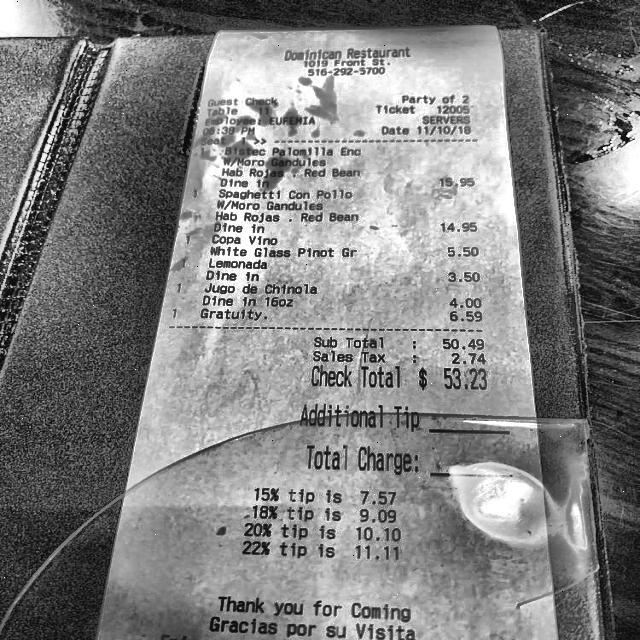 Dominican Restaurant
1916 Front St.
516-292-5700
Guest Check Party of 2
Table 11 Ticket 12005
Employee: EUFEMIA SERVERS
08:39 PM Date 11/10/18
Seat >>
1 Bistec Palomilla Enc
W/Moro Gandules
Hab Rojas . Red Bean
Dine in 15.95
1 Spaghetti Con Pollo
W/Moro Gandules
Hab Rojas . Red Bean
Dine in 14.95
1 Copa Vino
White Glass Pinot Gr 5.50
1 Lemonada
Dine in 3.50
1 Jugo de Chinola
Dine in 16oz 4.00
1 Gratuity. 6.59
Sub Total : 50.49
Sales Tax : 2.74
Check Total $ 53.23
Additional Tip
Total Charge:
15% tip is 7.57
18% tip is 9.09
20% tip is 10.10
22% tip is 11.11
Thank you for Coming
Gracias por su Visita